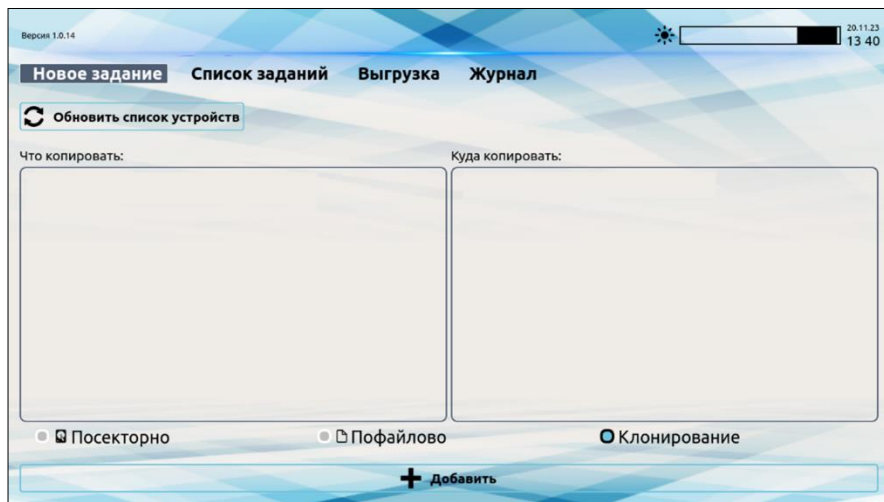 Версия 1.0.14
20.11.23
13 40
Новое задание Список заданий Выгрузка Журнал
Обновить список устройств
Что копировать: Куда копировать:
Посекторно Пофайлово Клонирование
Добавить